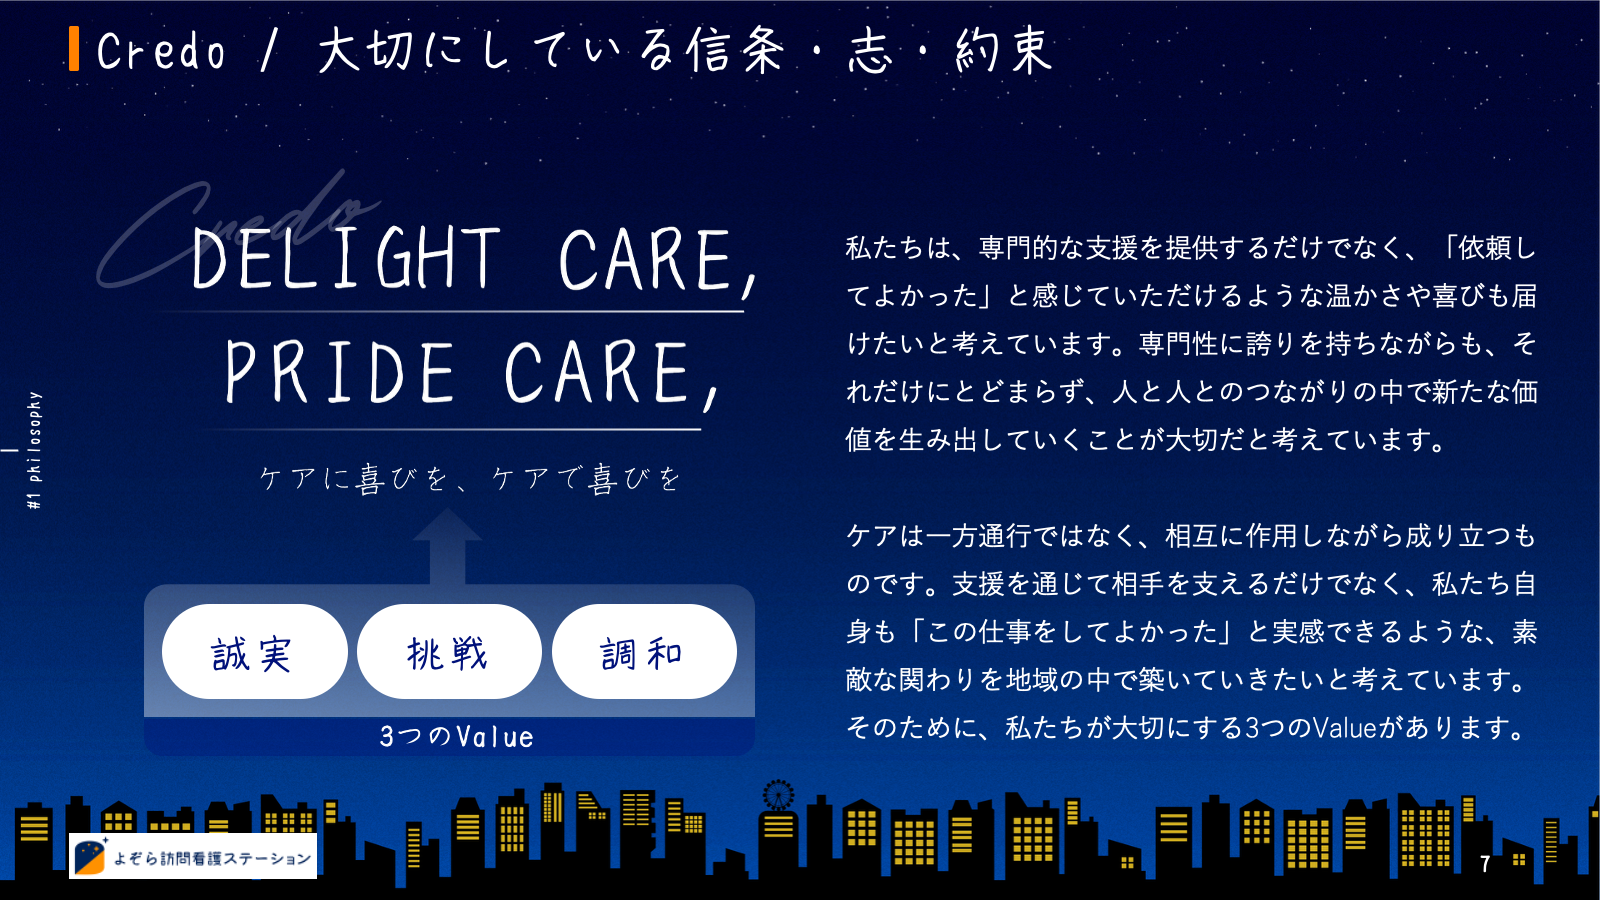 Credo / 大切にしている信条・志・約束
Credo
DELIGHT CARE,
PRIDE CARE,
ケアに喜びを、ケアで喜びを
誠実
挑戦
調和
3つのValue
私たちは、専門的な支援を提供するだけでなく、「依頼し
てよかった」と感じていただけるような温かさや喜びも届
けたいと考えています。専門性に誇りを持ちながらも、そ
れだけにとどまらず、人と人とのつながりの中で新たな価
値を生み出していくことが大切だと考えています。
ケアは一方通行ではなく、相互に作用しながら成り立つも
のです。支援を通じて相手を支えるだけでなく、私たち自
身も「この仕事をしてよかった」と実感できるような、素
敵な関わりを地域の中で築いていきたいと考えています。
そのために、私たちが大切にする3つのValueがあります。
#1 philosophy
よぞら訪問看護ステーション
7